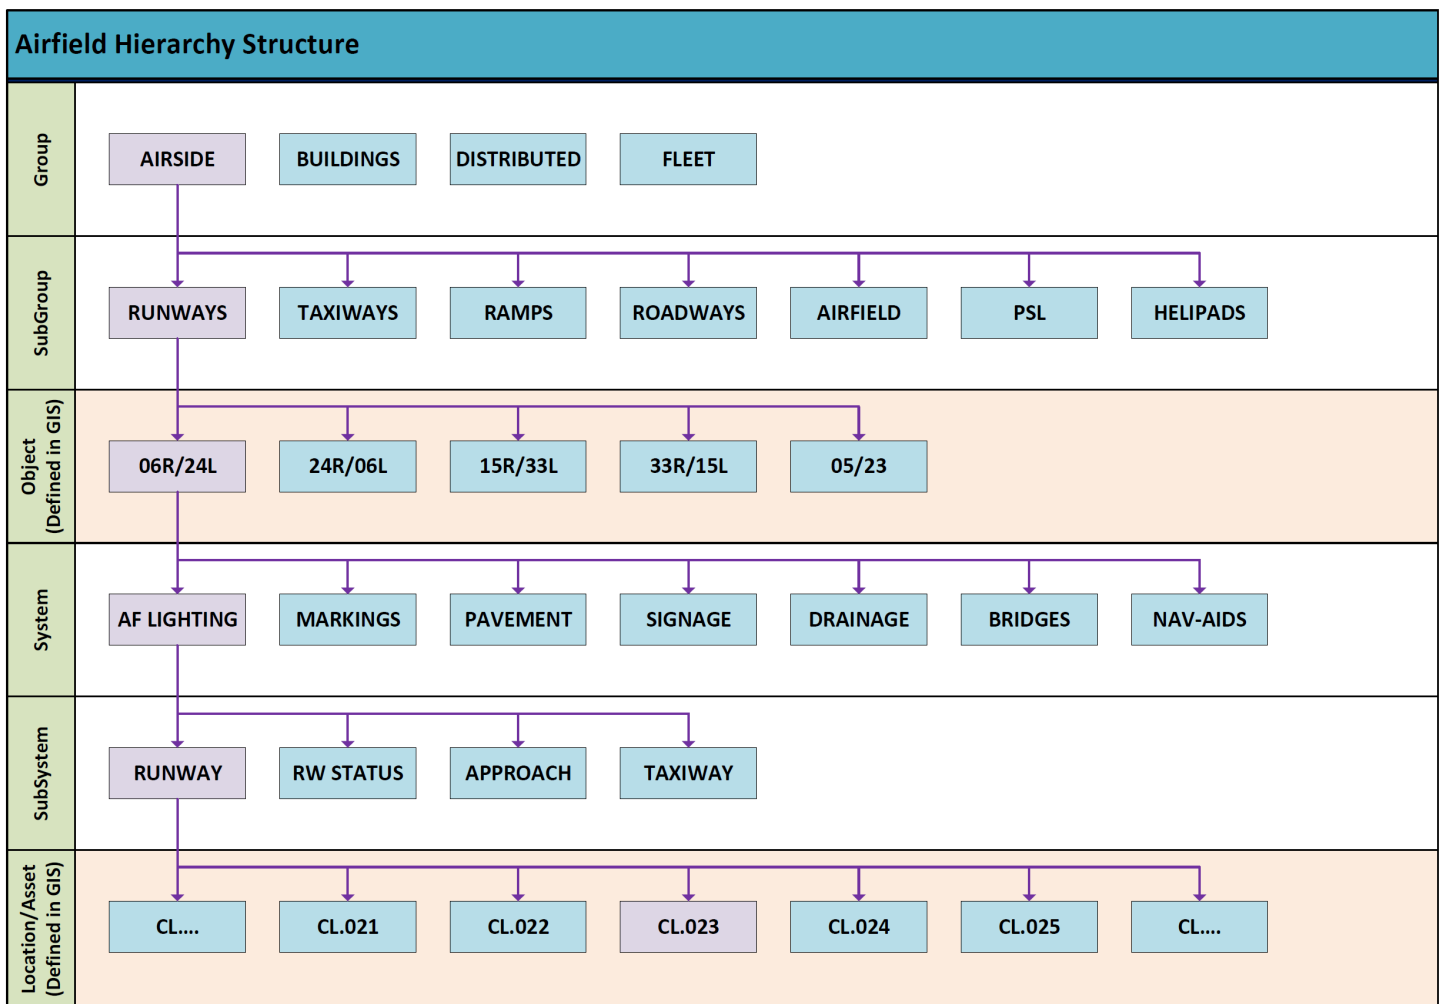 Airfield Hierarchy Structure
Group
AIRSIDE
BUILDINGS
DISTRIBUTED
FLEET
SubGroup
RUNWAYS
TAXIWAYS
RAMPS
ROADWAYS
AIRFIELD
PSL
HELIPADS
Object
(Defined in GIS)
06R/24L
24R/06L
15R/33L
33R/15L
05/23
System
AF LIGHTING
MARKINGS
PAVEMENT
SIGNAGE
DRAINAGE
BRIDGES
NAV-AIDS
SubSystem
RUNWAY
RW STATUS
APPROACH
TAXIWAY
Location/Asset
(Defined in GIS)
CL....
CL.021
CL.022
CL.023
CL.024
CL.025
CL....